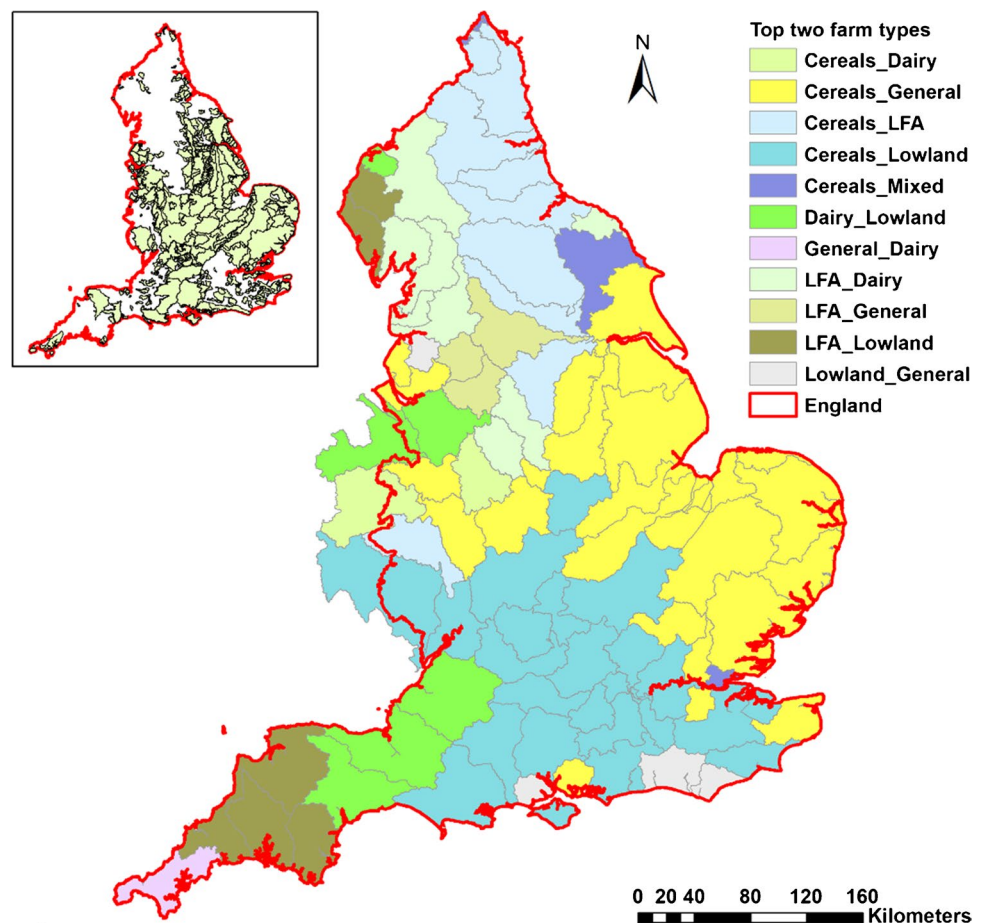 N
Top two farm types
Cereals_Dairy
Cereals_General
Cereals_LFA
Cereals_Lowland
Cereals_Mixed
Dairy_Lowland
General_Dairy
LFA_Dairy
LFA_General
LFA_Lowland
Lowland_General
England
0 20 40 80 120 160
Kilometers